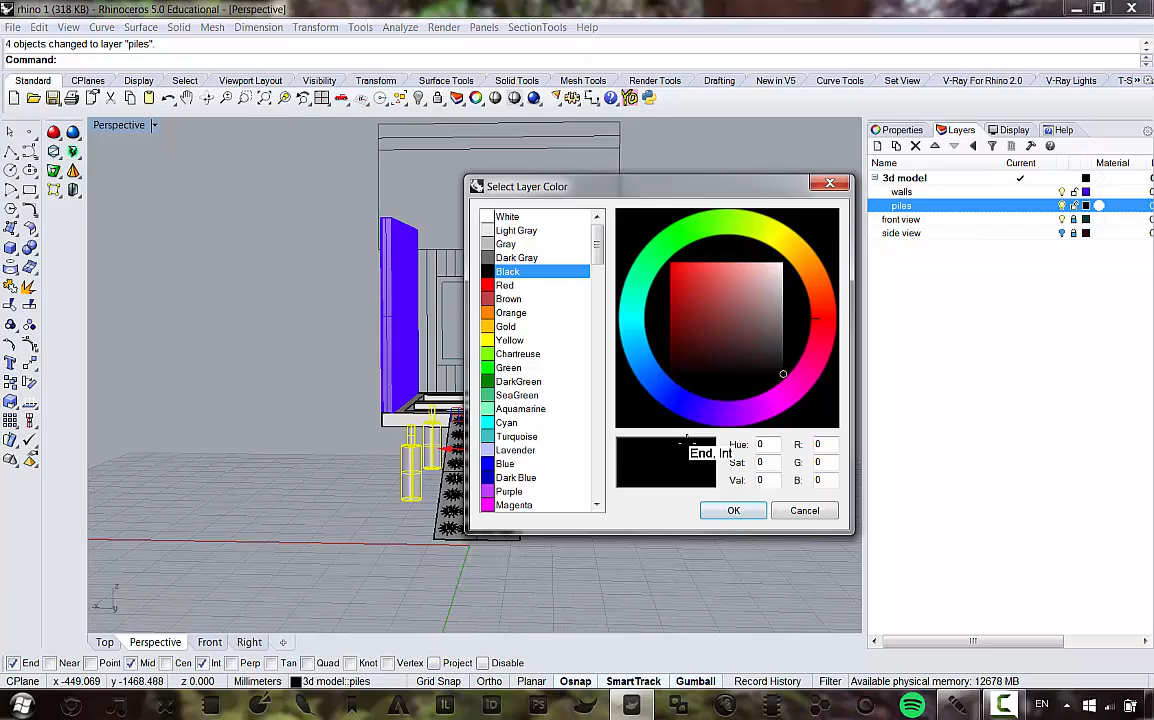 rhino 1 (318 KB) - Rhinoceros 5.0 Educational - [Perspective]
File Edit View Curve Surface Solid Mesh Dimension Transform Tools Analyze Render Panels SectionTools Help
4 objects changed to layer "piles".
Command:
Standard CPlanes Display Select Viewport Layout Visibility Transform Surface Tools Solid Tools Mesh Tools Render Tools Drafting New in V5 Curve Tools Set View V-Ray For Rhino 2.0 V-Ray Lights T-S
Perspective
Properties Layers Display Help
Name Current Material
3d model
walls
piles
front view
side view
Select Layer Color
White
Light Gray
Gray
Dark Gray
Black
Red
Brown
Orange
Gold
Yellow
Chartreuse
Green
DarkGreen
SeaGreen
Aquamarine
Cyan
Turquoise
Lavender
Blue
Dark Blue
Purple
Magenta
End, Int
Hue: 0 R: 0
Sat: 0 G: 0
Val: 0 B: 0
OK Cancel
z
x y
Top Perspective Front Right
End Near Point Mid Cen Int Perp Tan Quad Knot Vertex Project Disable
CPlane x -449.069 y -1468.488 z 0.000 Millimeters 3d model::piles Grid Snap Ortho Planar Osnap SmartTrack Gumball Record History Filter Available physical memory: 12678 MB
EN